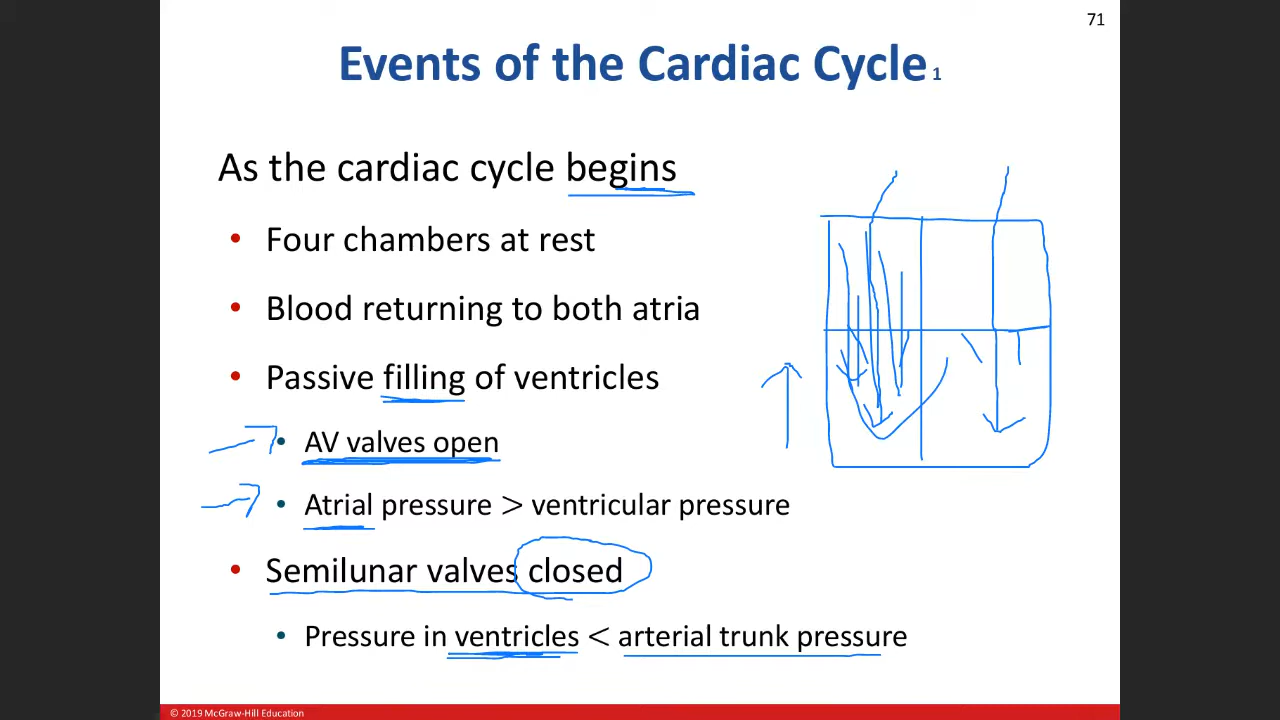 71
Events of the Cardiac Cycle 1
As the cardiac cycle begins
• Four chambers at rest
• Blood returning to both atria
• Passive filling of ventricles
• AV valves open
• Atrial pressure > ventricular pressure
• Semilunar valves closed
• Pressure in ventricles < arterial trunk pressure
© 2019 McGraw-Hill Education